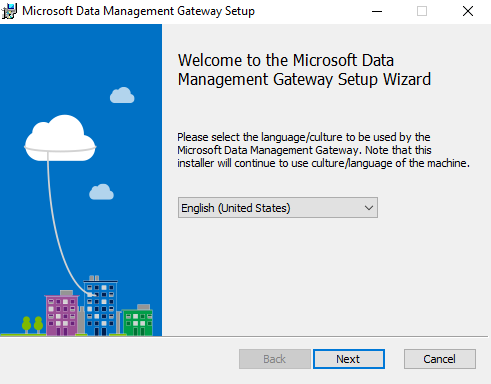 Microsoft Data Management Gateway Setup
Welcome to the Microsoft Data
Management Gateway Setup Wizard
Please select the language/culture to be used by the
Microsoft Data Management Gateway. Note that this
installer will continue to use culture/language of the machine.
English (United States)
Back
Next
Cancel